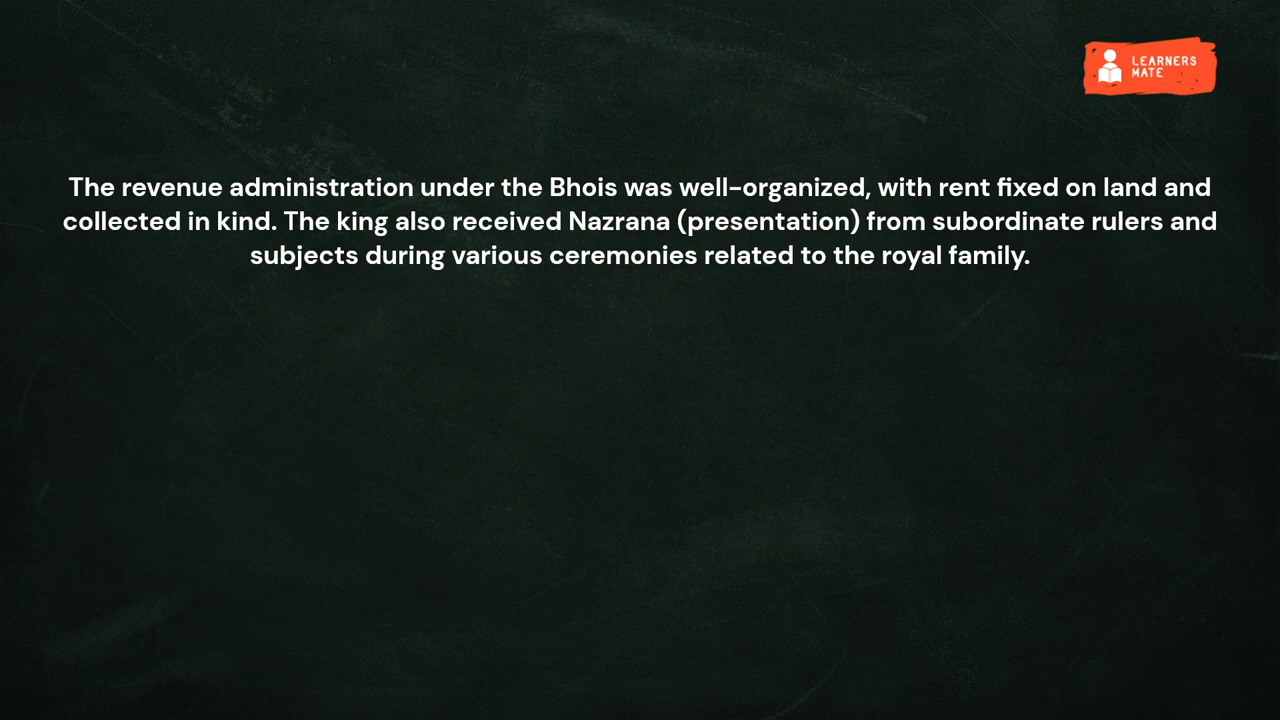 LEARNERS
MATE
The revenue administration under the Bhois was well-organized, with rent fixed on land and
collected in kind. The king also received Nazrana (presentation) from subordinate rulers and
subjects during various ceremonies related to the royal family.